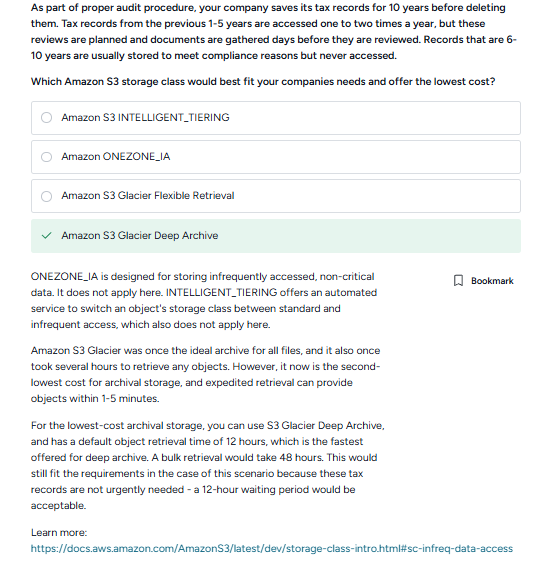 As part of proper audit procedure, your company saves its tax records for 10 years before deleting
them. Tax records from the previous 1-5 years are accessed one to two times a year, but these
reviews are planned and documents are gathered days before they are reviewed. Records that are 6-
10 years are usually stored to meet compliance reasons but never accessed.
Which Amazon S3 storage class would best fit your companies needs and offer the lowest cost?
Amazon S3 INTELLIGENT_TIERING
Amazon ONEZONE_IA
Amazon S3 Glacier Flexible Retrieval
Amazon S3 Glacier Deep Archive
ONEZONE_IA is designed for storing infrequently accessed, non-critical
data. It does not apply here. INTELLIGENT_TIERING offers an automated
service to switch an object's storage class between standard and
infrequent access, which also does not apply here.
Bookmark
Amazon S3 Glacier was once the ideal archive for all files, and it also once
took several hours to retrieve any objects. However, it now is the second-
lowest cost for archival storage, and expedited retrieval can provide
objects within 1-5 minutes.
For the lowest-cost archival storage, you can use S3 Glacier Deep Archive,
and has a default object retrieval time of 12 hours, which is the fastest
offered for deep archive. A bulk retrieval would take 48 hours. This would
still fit the requirements in the case of this scenario because these tax
records are not urgently needed - a 12-hour waiting period would be
acceptable.
Learn more:
https://docs.aws.amazon.com/AmazonS3/latest/dev/storage-class-intro.html#sc-infreq-data-access